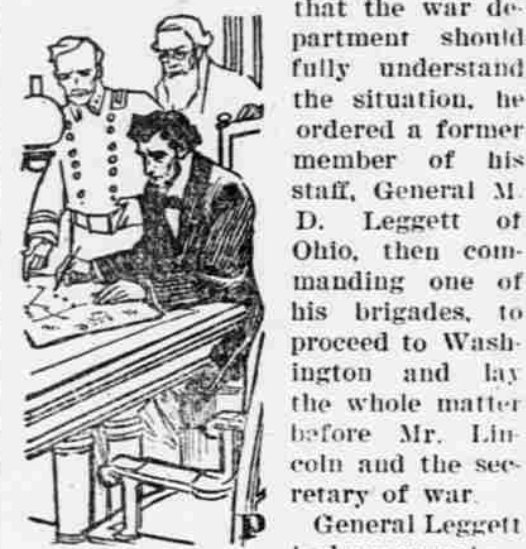 that the war de-
partment should
fully understand
the situation, he
ordered a former
member of his
staff, General M.
D. Leggett of
Ohio, then com-
manding one of
his brigades, to
proceed to Wash-
ington and lay
the whole matter
before Mr. Lin-
coln and the sec-
retary of war.
General Leggett